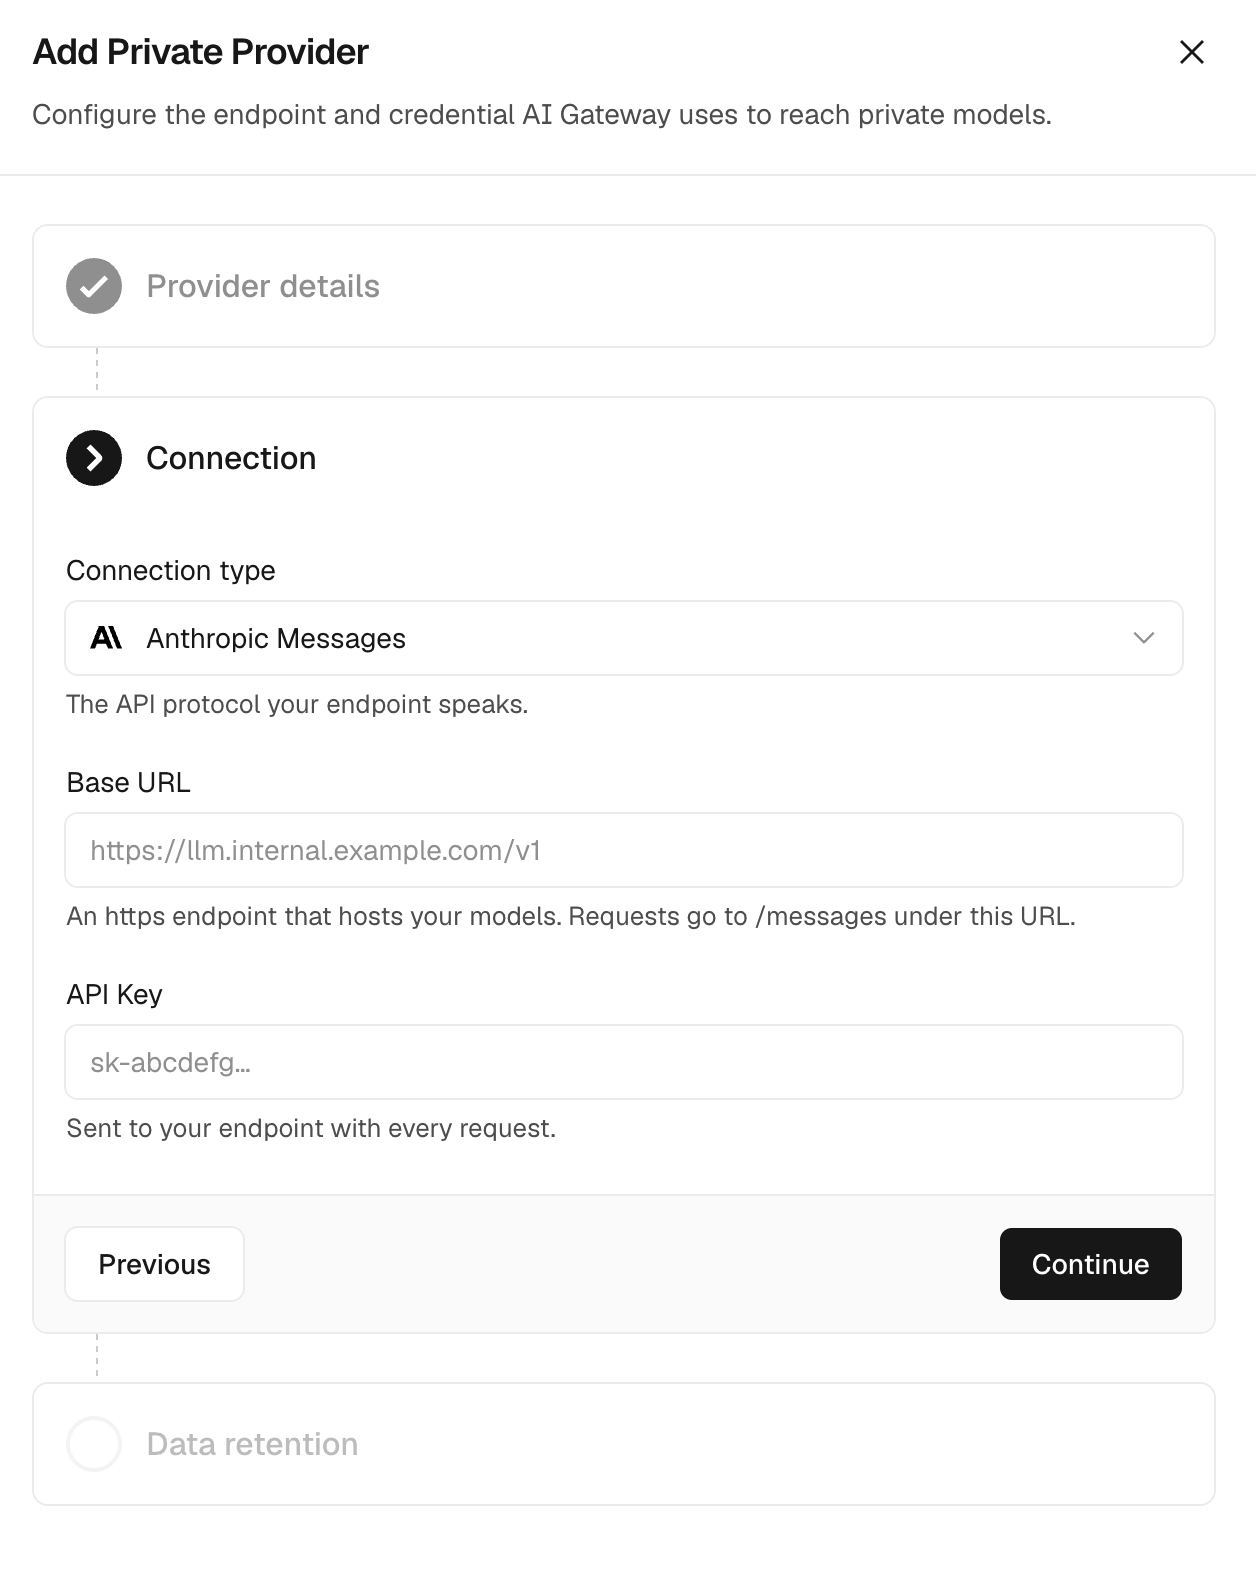 Add Private Provider
Configure the endpoint and credential AI Gateway uses to reach private models.
Provider details
Connection
Connection type
Anthropic Messages
The API protocol your endpoint speaks.
Base URL
https://llm.internal.example.com/v1
An https endpoint that hosts your models. Requests go to /messages under this URL.
API Key
sk-abcdefg...
Sent to your endpoint with every request.
Previous
Continue
Data retention